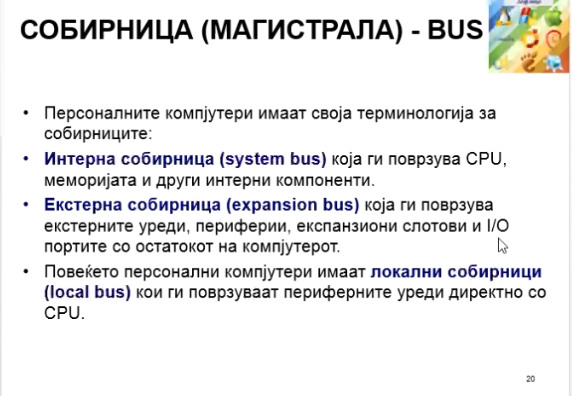 СОБИРНИЦА (МАГИСТРАЛА) - BUS
• Персоналните компјутери имаат своја терминологија за
собирниците:
• Интерна собирница (system bus) која ги поврзува CPU,
меморијата и други интерни компоненти.
• Екстерна собирница (expansion bus) која ги поврзува
екстерните уреди, периферии, експанзиони слотови и I/O
портите со остатокот на компјутерот.
• Повеќето персонални компјутери имаат локални собирници
(local bus) кои ги поврзуваат периферните уреди директно со
CPU.
20